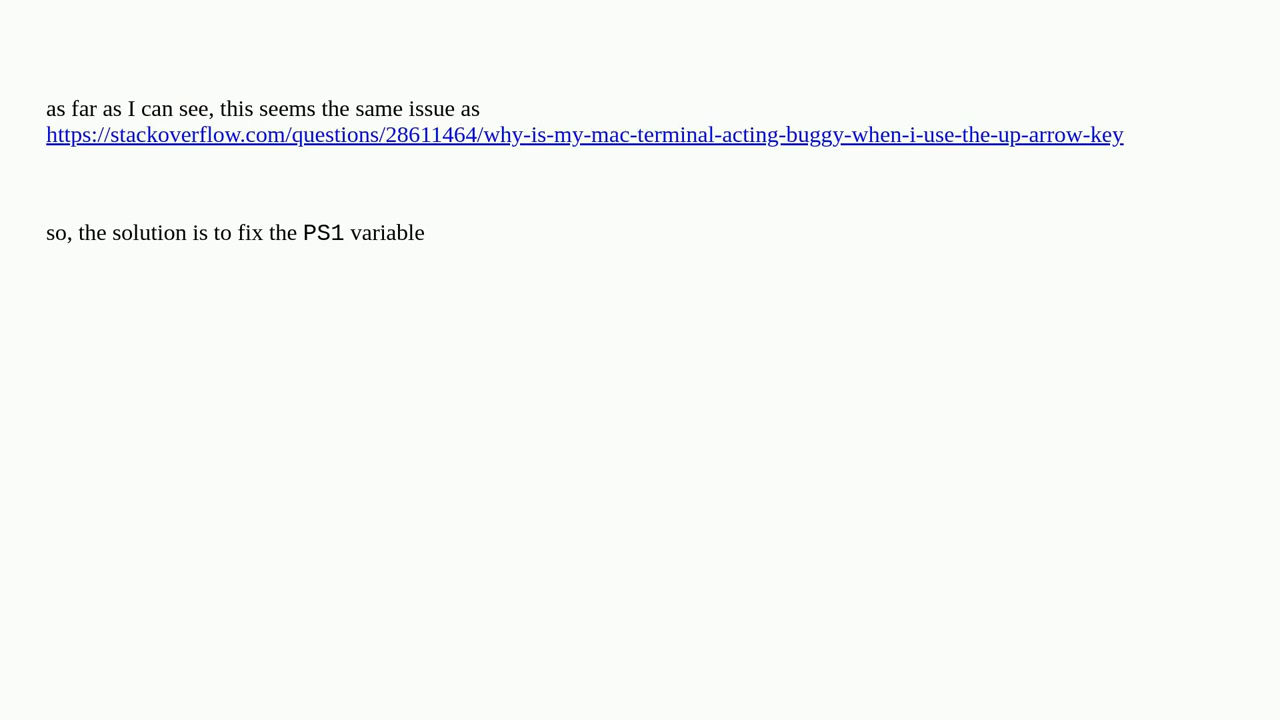 as far as I can see, this seems the same issue as
https://stackoverflow.com/questions/28611464/why-is-my-mac-terminal-acting-buggy-when-i-use-the-up-arrow-key
so, the solution is to fix the PS1 variable